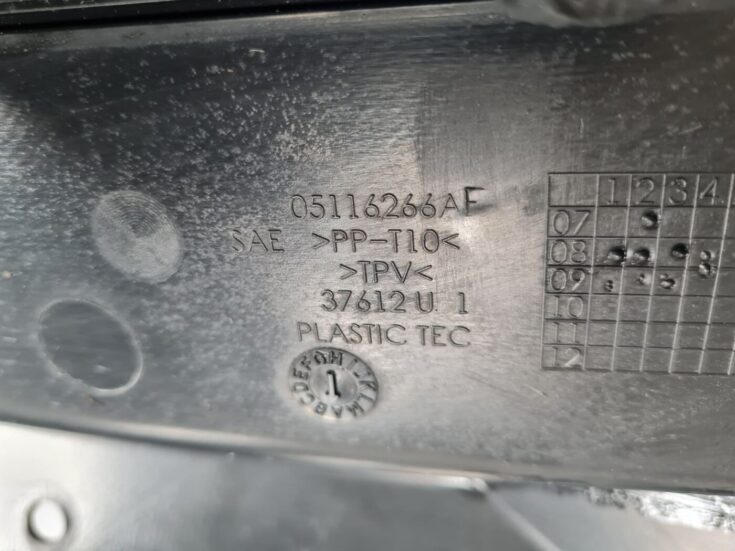 05116266AF
SAE >PP-T10<
>TPV<
37612 U 1
PLASTIC TEC
ABCDEFGHIJKLM
1
1 2 3 4
07
08
09
10
11
12